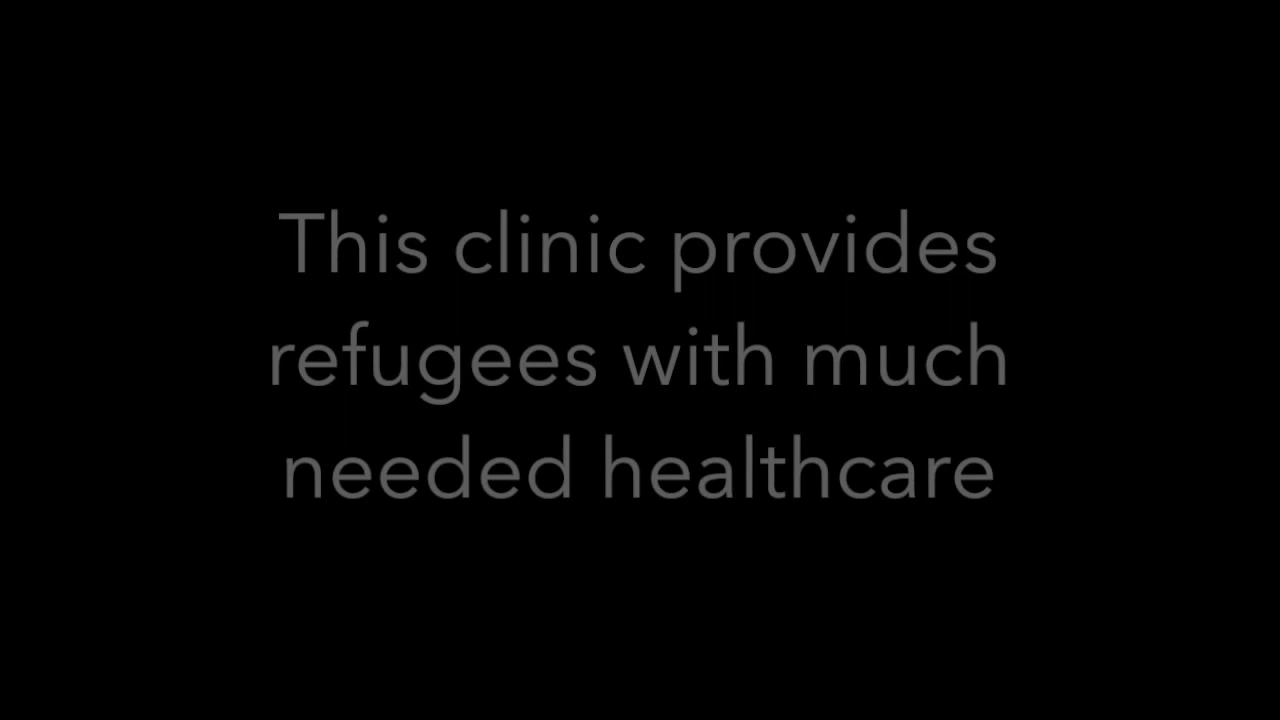 This clinic provides
refugees with much
needed healthcare